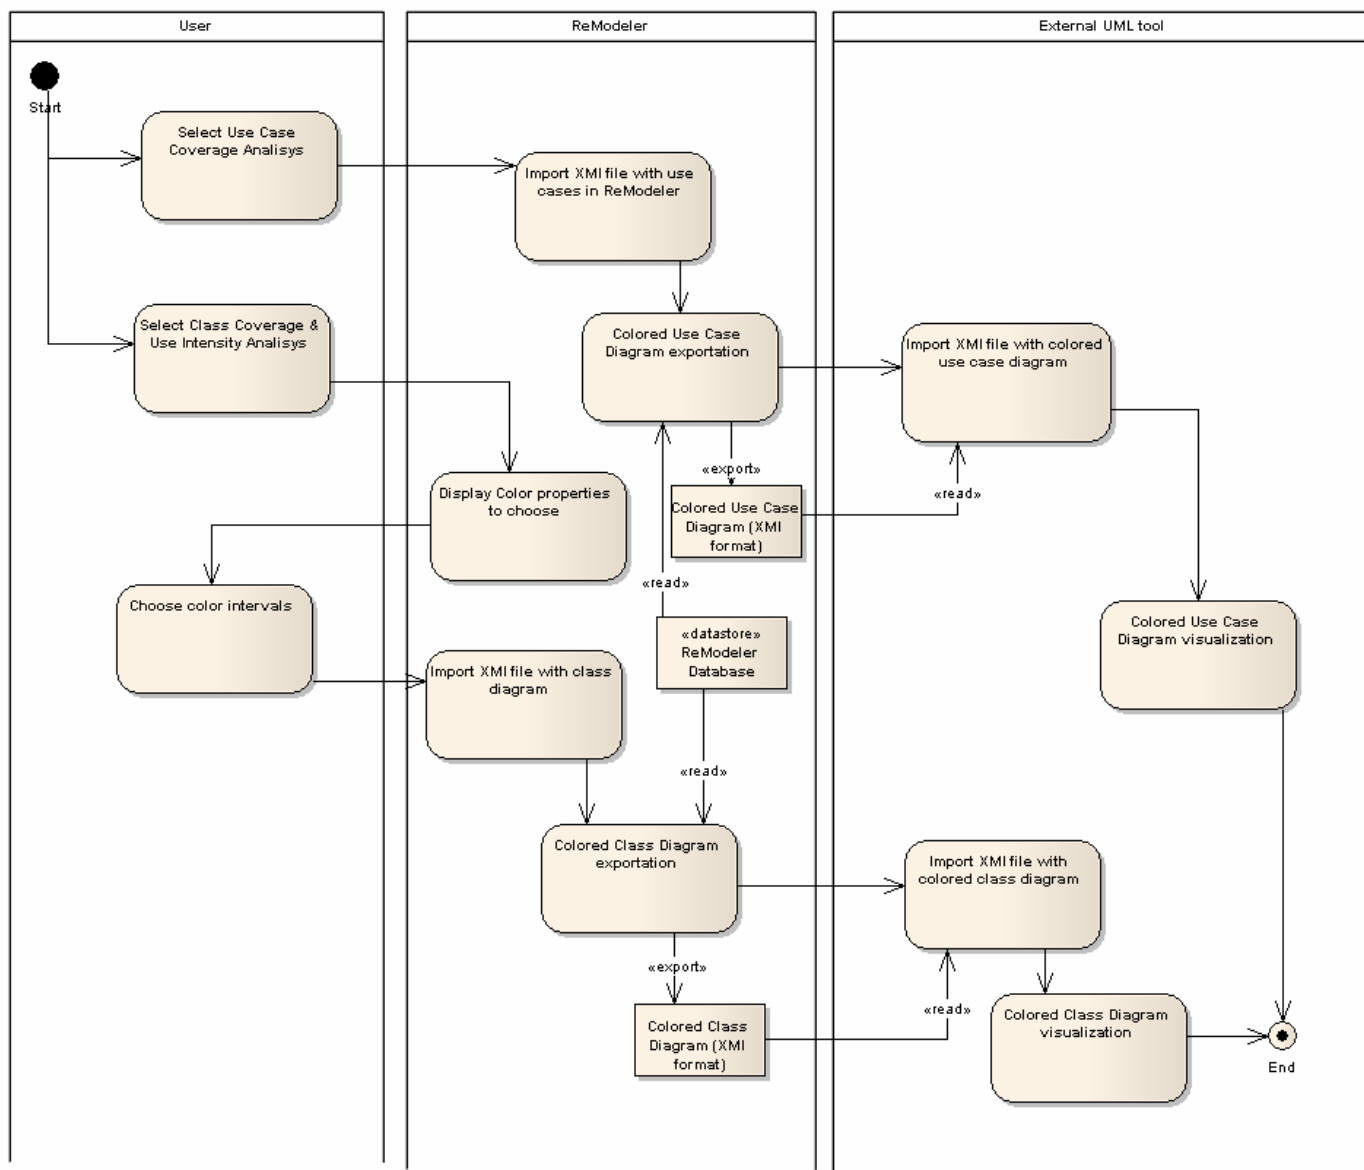 User
ReModeler
External UML tool
Start
Select Use Case
Coverage Analisys
Import XMI file with use
cases in ReModeler
Select Class Coverage &
Use Intensity Analisys
Colored Use Case
Diagram exportation
Import XMI file with colored
use case diagram
«export»
«read»
Display Color properties
to choose
Colored Use Case
Diagram (XMI
format)
«read»
Choose color intervals
«datastore»
ReModeler
Database
Colored Use Case
Diagram visualization
Import XMI file with class
diagram
«read»
Colored Class Diagram
exportation
Import XMI file with
colored class diagram
«export»
«read»
Colored Class
Diagram (XMI
format)
Colored Class Diagram
visualization
End